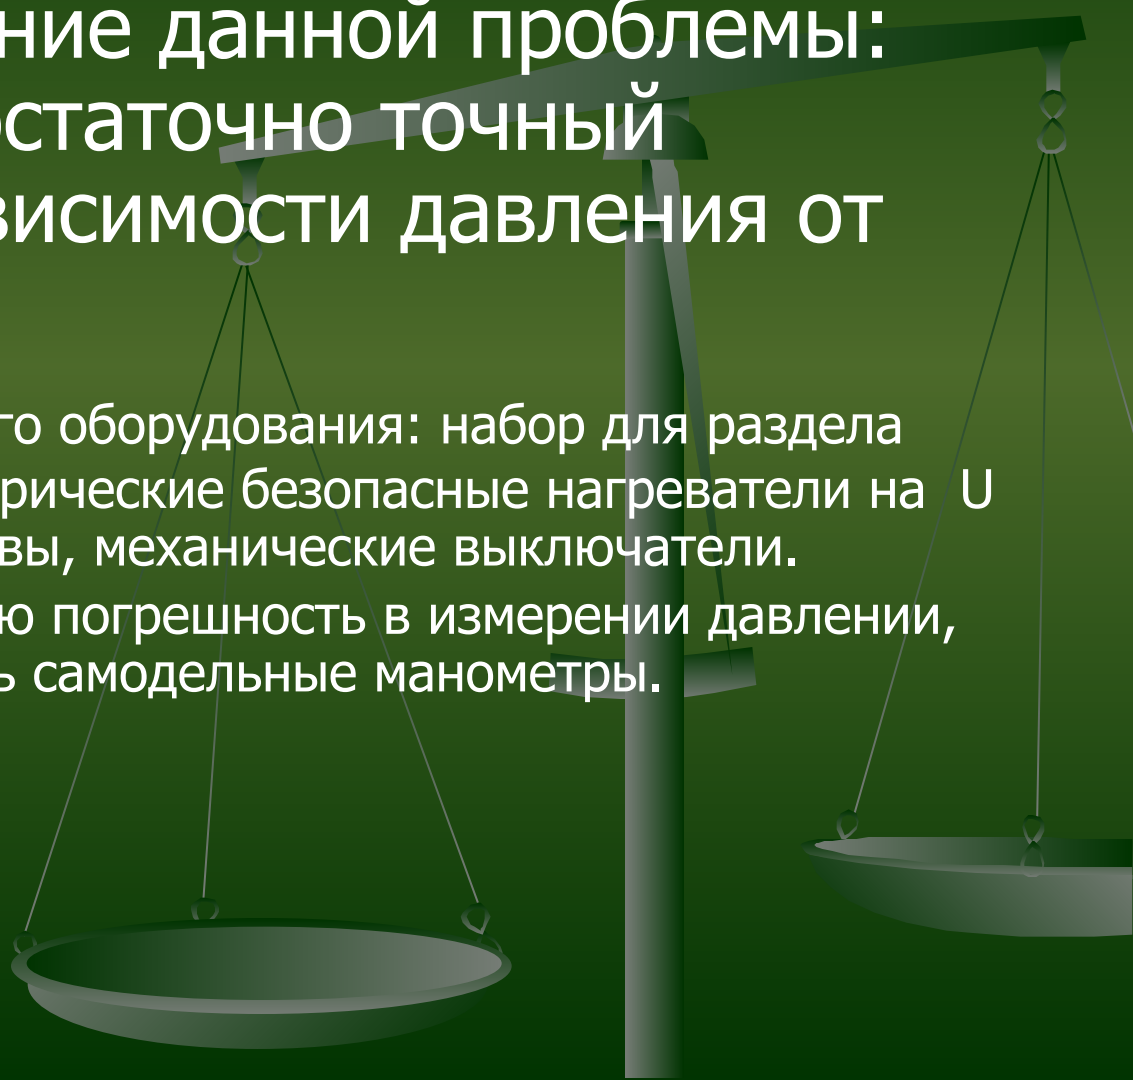 ние данной проблемы:
остаточно точный
висимости давления от
го оборудования: набор для раздела
рические безопасные нагреватели на U
вы, механические выключатели.
ю погрешность в измерении давлении,
ь самодельные манометры.